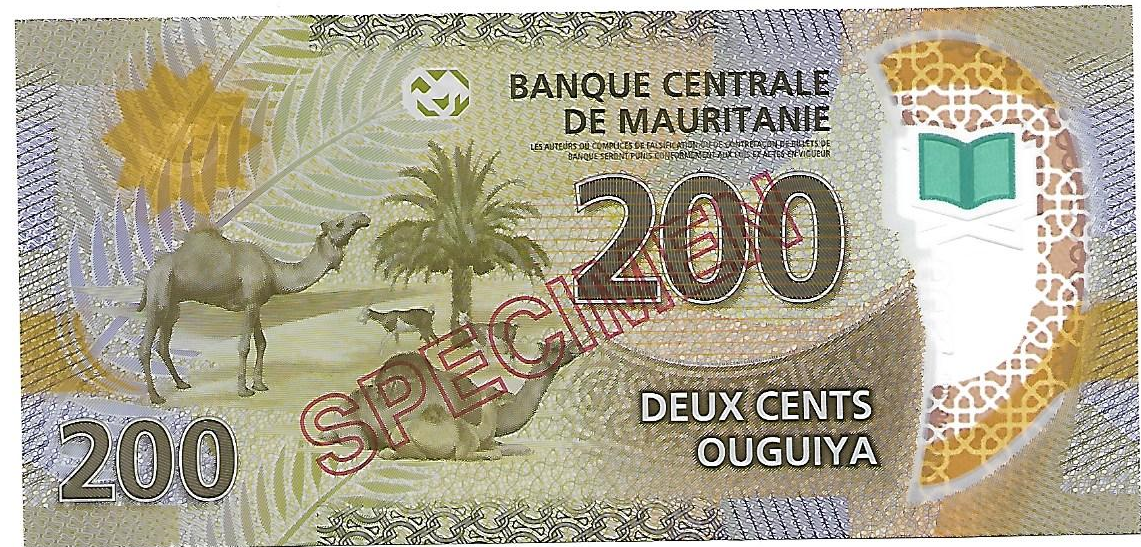 BANQUE CENTRALE
DE MAURITANIE
LES AUTEURS OU COMPLICES DE FALSIFICATION OU DE CONTREFAÇON DE BILLETS DE
BANQUE SERONT PUNIS CONFORMÉMENT AUX LOIS ET ACTES EN VIGUEUR
200
SPECIMEN
DEUX CENTS
OUGUIYA
200